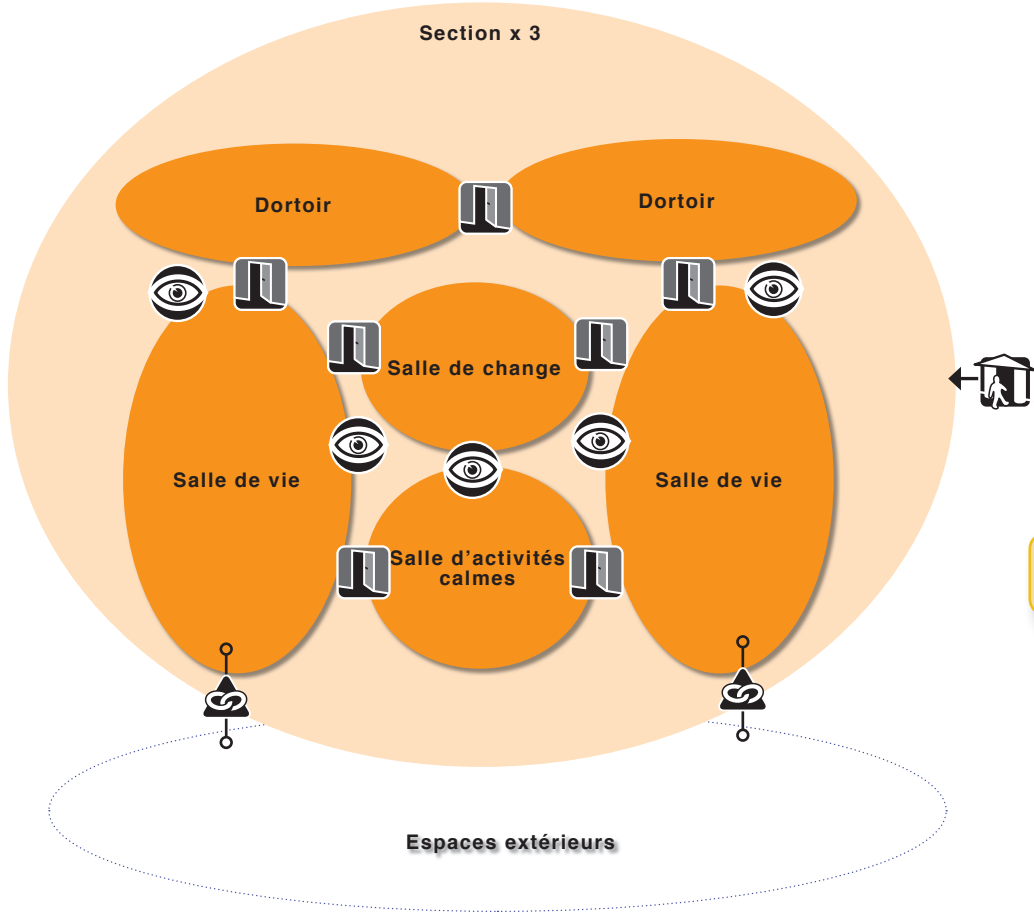 Section x 3
Dortoir
Dortoir
Salle de change
Salle de vie
Salle de vie
Salle d'activités
calmes
Espaces extérieurs